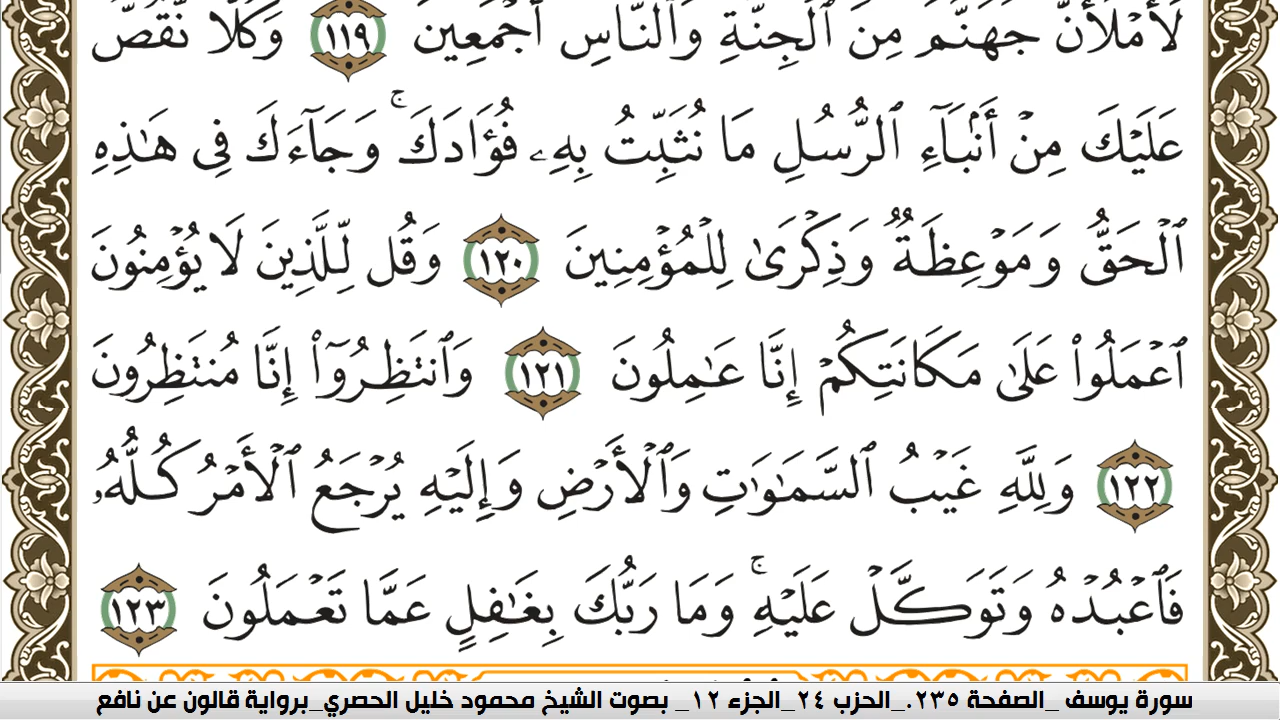 لَأَمْلَأَنَّ جَهَنَّمَ مِنَ ٱلْجِنَّةِ وَٱلنَّاسِ أَجْمَعِينَ ١١٩ وَكُلّٗا نَّقُصُّ
عَلَيْكَ مِنْ أَنۢبَآءِ ٱلرُّسُلِ مَا نُثَبِّتُ بِهِۦ فُؤَادَكَۚ وَجَآءَكَ فِي هَٰذِهِ
ٱلْحَقُّ وَمَوْعِظَةٞ وَذِكْرَىٰ لِلْمُؤْمِنِينَ ١٢٠ وَقُل لِّلَّذِينَ لَا يُؤْمِنُونَ
ٱعْمَلُواْ عَلَىٰ مَكَانَتِكُمْ إِنَّا عَٰمِلُونَ ١٢١ وَٱنتَظِرُوٓاْ إِنَّا مُنتَظِرُونَ
١٢٢ وَلِلَّهِ غَيْبُ ٱلسَّمَٰوَٰتِ وَٱلْأَرْضِ وَإِلَيْهِ يُرْجَعُ ٱلْأَمْرُ كُلُّهُۥ
فَٱعْبُدْهُ وَتَوَكَّلْ عَلَيْهِۚ وَمَا رَبُّكَ بِغَٰفِلٍ عَمَّا تَعْمَلُونَ ١٢٣
سورة يوسف _الصفحة ٢٣٥._الحزب ٢٤_الجزء ١٢_ بصوت الشيخ محمود خليل الحصري_برواية قالون عن نافع